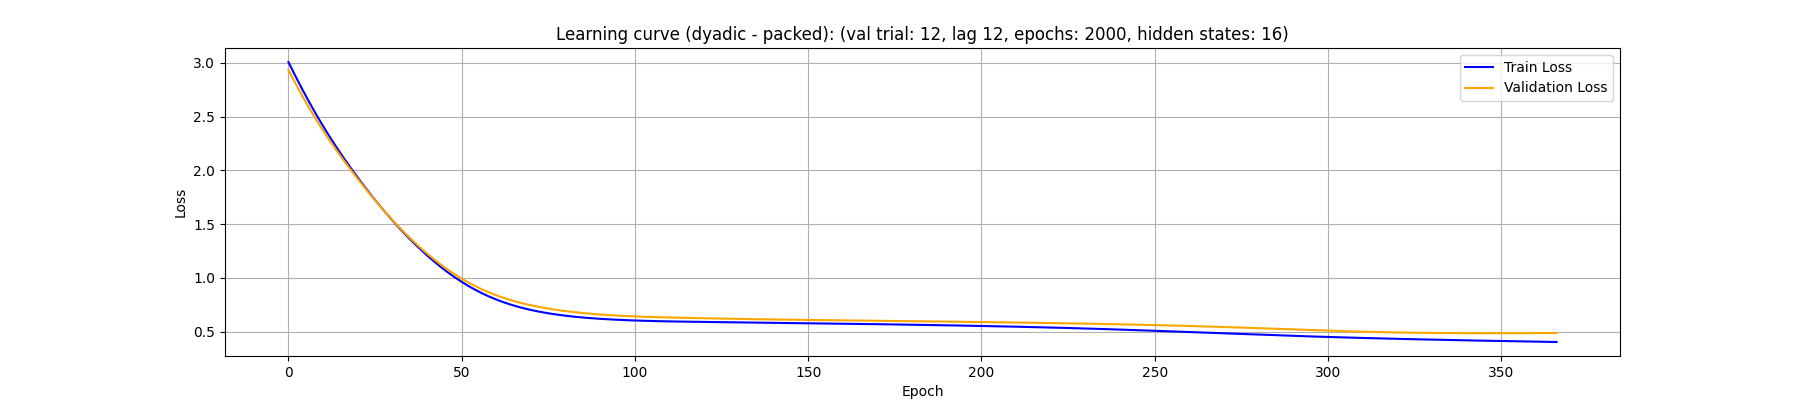 Learning curve (dyadic - packed): (val trial: 12, lag 12, epochs: 2000, hidden states: 16)
Train Loss
Validation Loss
Loss
3.0
2.5
2.0
1.5
1.0
0.5
0 50 100 150 200 250 300 350
Epoch